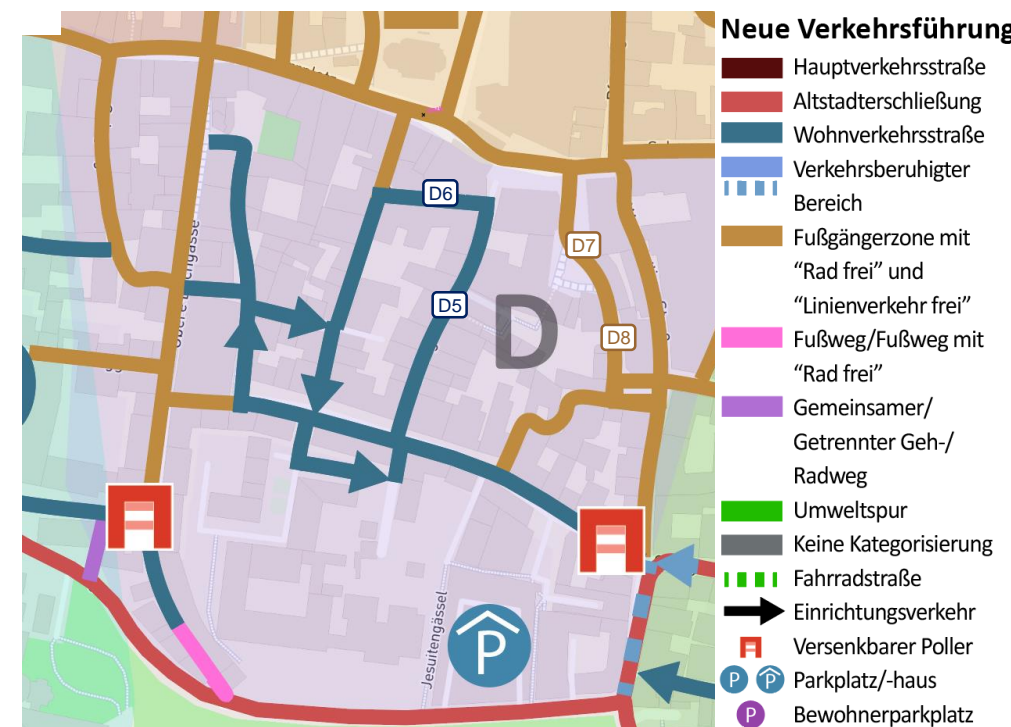 Neue Verkehrsführung
Hauptverkehrsstraße
Altstadterschließung
Wohnverkehrsstraße
Verkehrsberuhigter
Bereich
Fußgängerzone mit
"Rad frei" und
"Linienverkehr frei"
Fußweg/Fußweg mit
"Rad frei"
Gemeinsamer/
Getrennter Geh-/
Radweg
Umweltspur
Keine Kategorisierung
Fahrradstraße
Einrichtungsverkehr
Versenkbarer Poller
P P Parkplatz/-haus
P Bewohnerparkplatz
D6
D7
D5
D
D8
Jesuitengässel
P